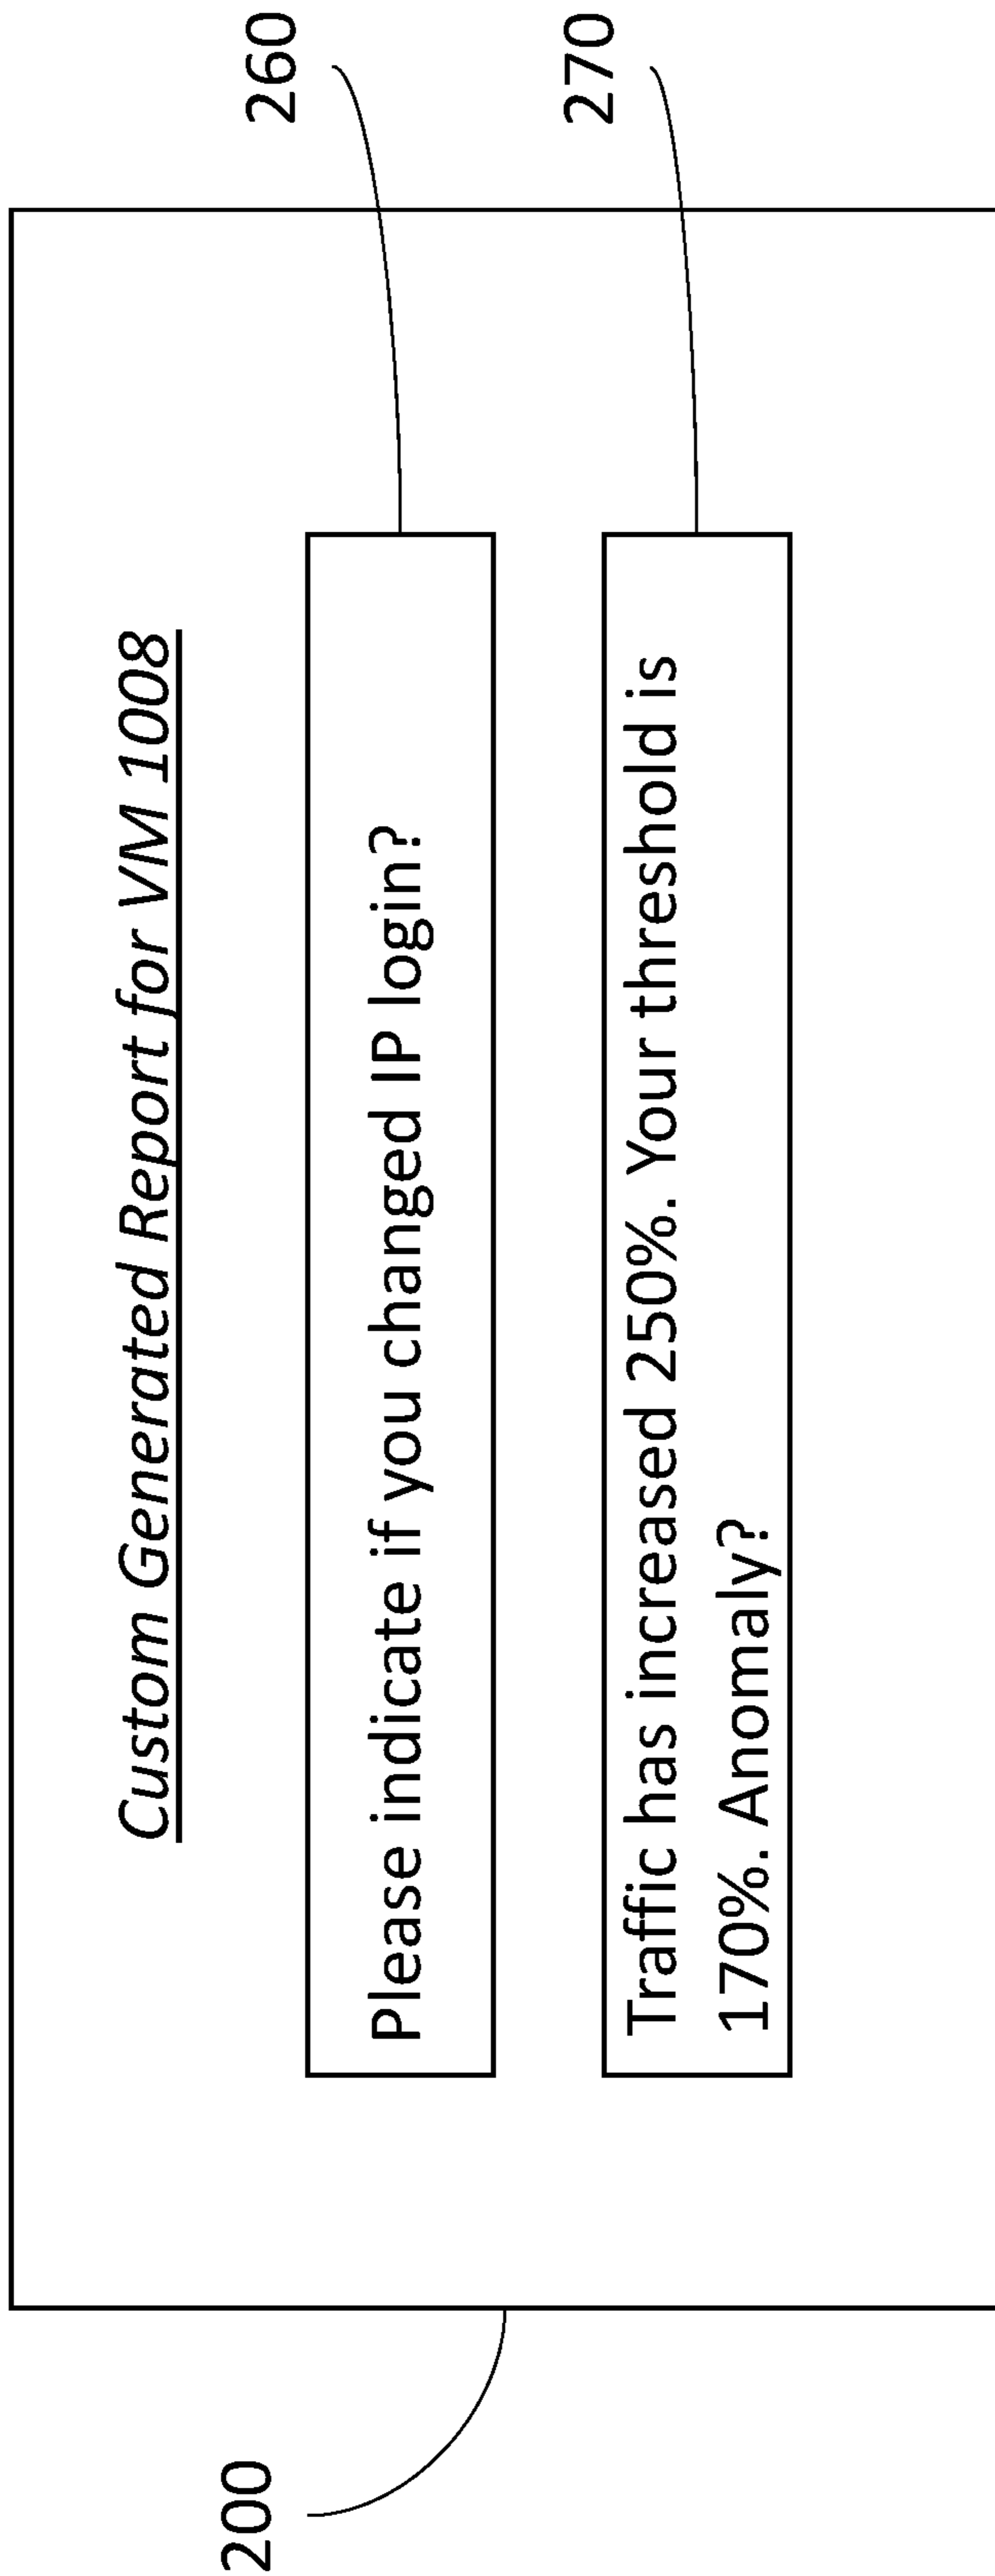 Custom Generated Report for VM 1008
260
Please indicate if you changed IP login?
270
Traffic has increased 250%. Your threshold is
170%. Anomaly?
200